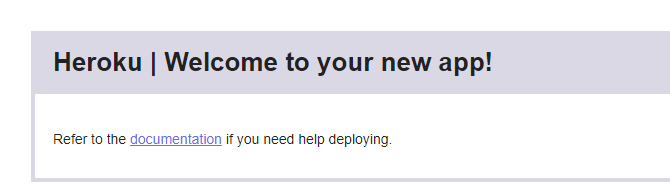 Heroku | Welcome to your new app!
Refer to the documentation if you need help deploying.